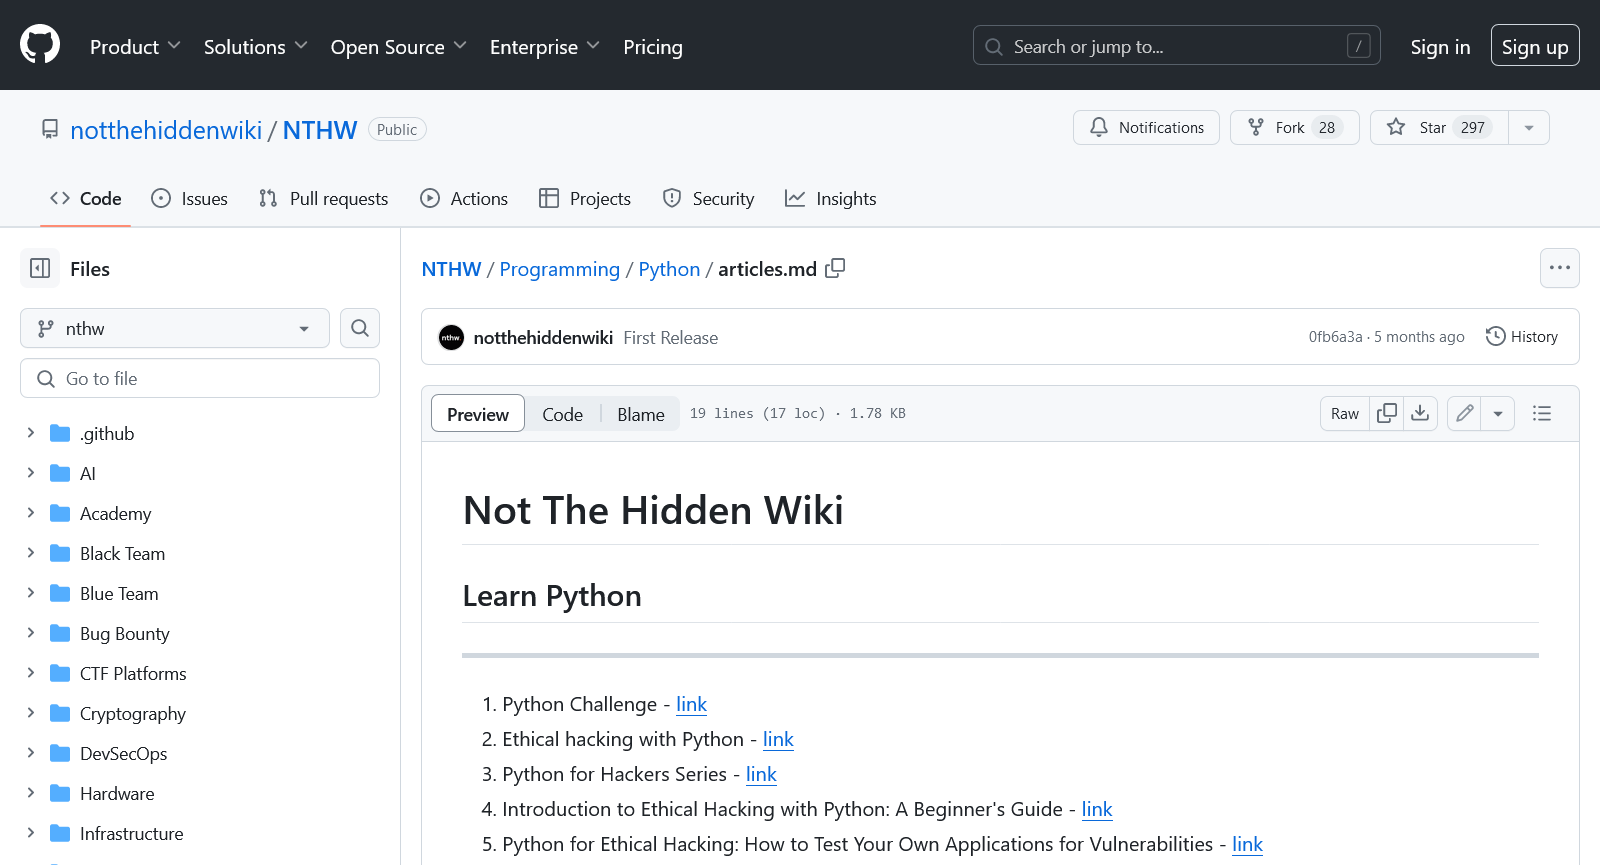 Product Solutions Open Source Enterprise Pricing Search or jump to... / Sign in Sign up
notthehiddenwiki / NTHW Public Notifications Fork 28 Star 297
Code Issues Pull requests Actions Projects Security Insights
Files
nthw
Go to file
.github
AI
Academy
Black Team
Blue Team
Bug Bounty
CTF Platforms
Cryptography
DevSecOps
Hardware
Infrastructure
NTHW / Programming / Python / articles.md
nthw notthehiddenwiki First Release 0fb6a3a · 5 months ago History
Preview Code Blame 19 lines (17 loc) · 1.78 KB Raw
Not The Hidden Wiki
Learn Python
1. Python Challenge - link
2. Ethical hacking with Python - link
3. Python for Hackers Series - link
4. Introduction to Ethical Hacking with Python: A Beginner's Guide - link
5. Python for Ethical Hacking: How to Test Your Own Applications for Vulnerabilities - link